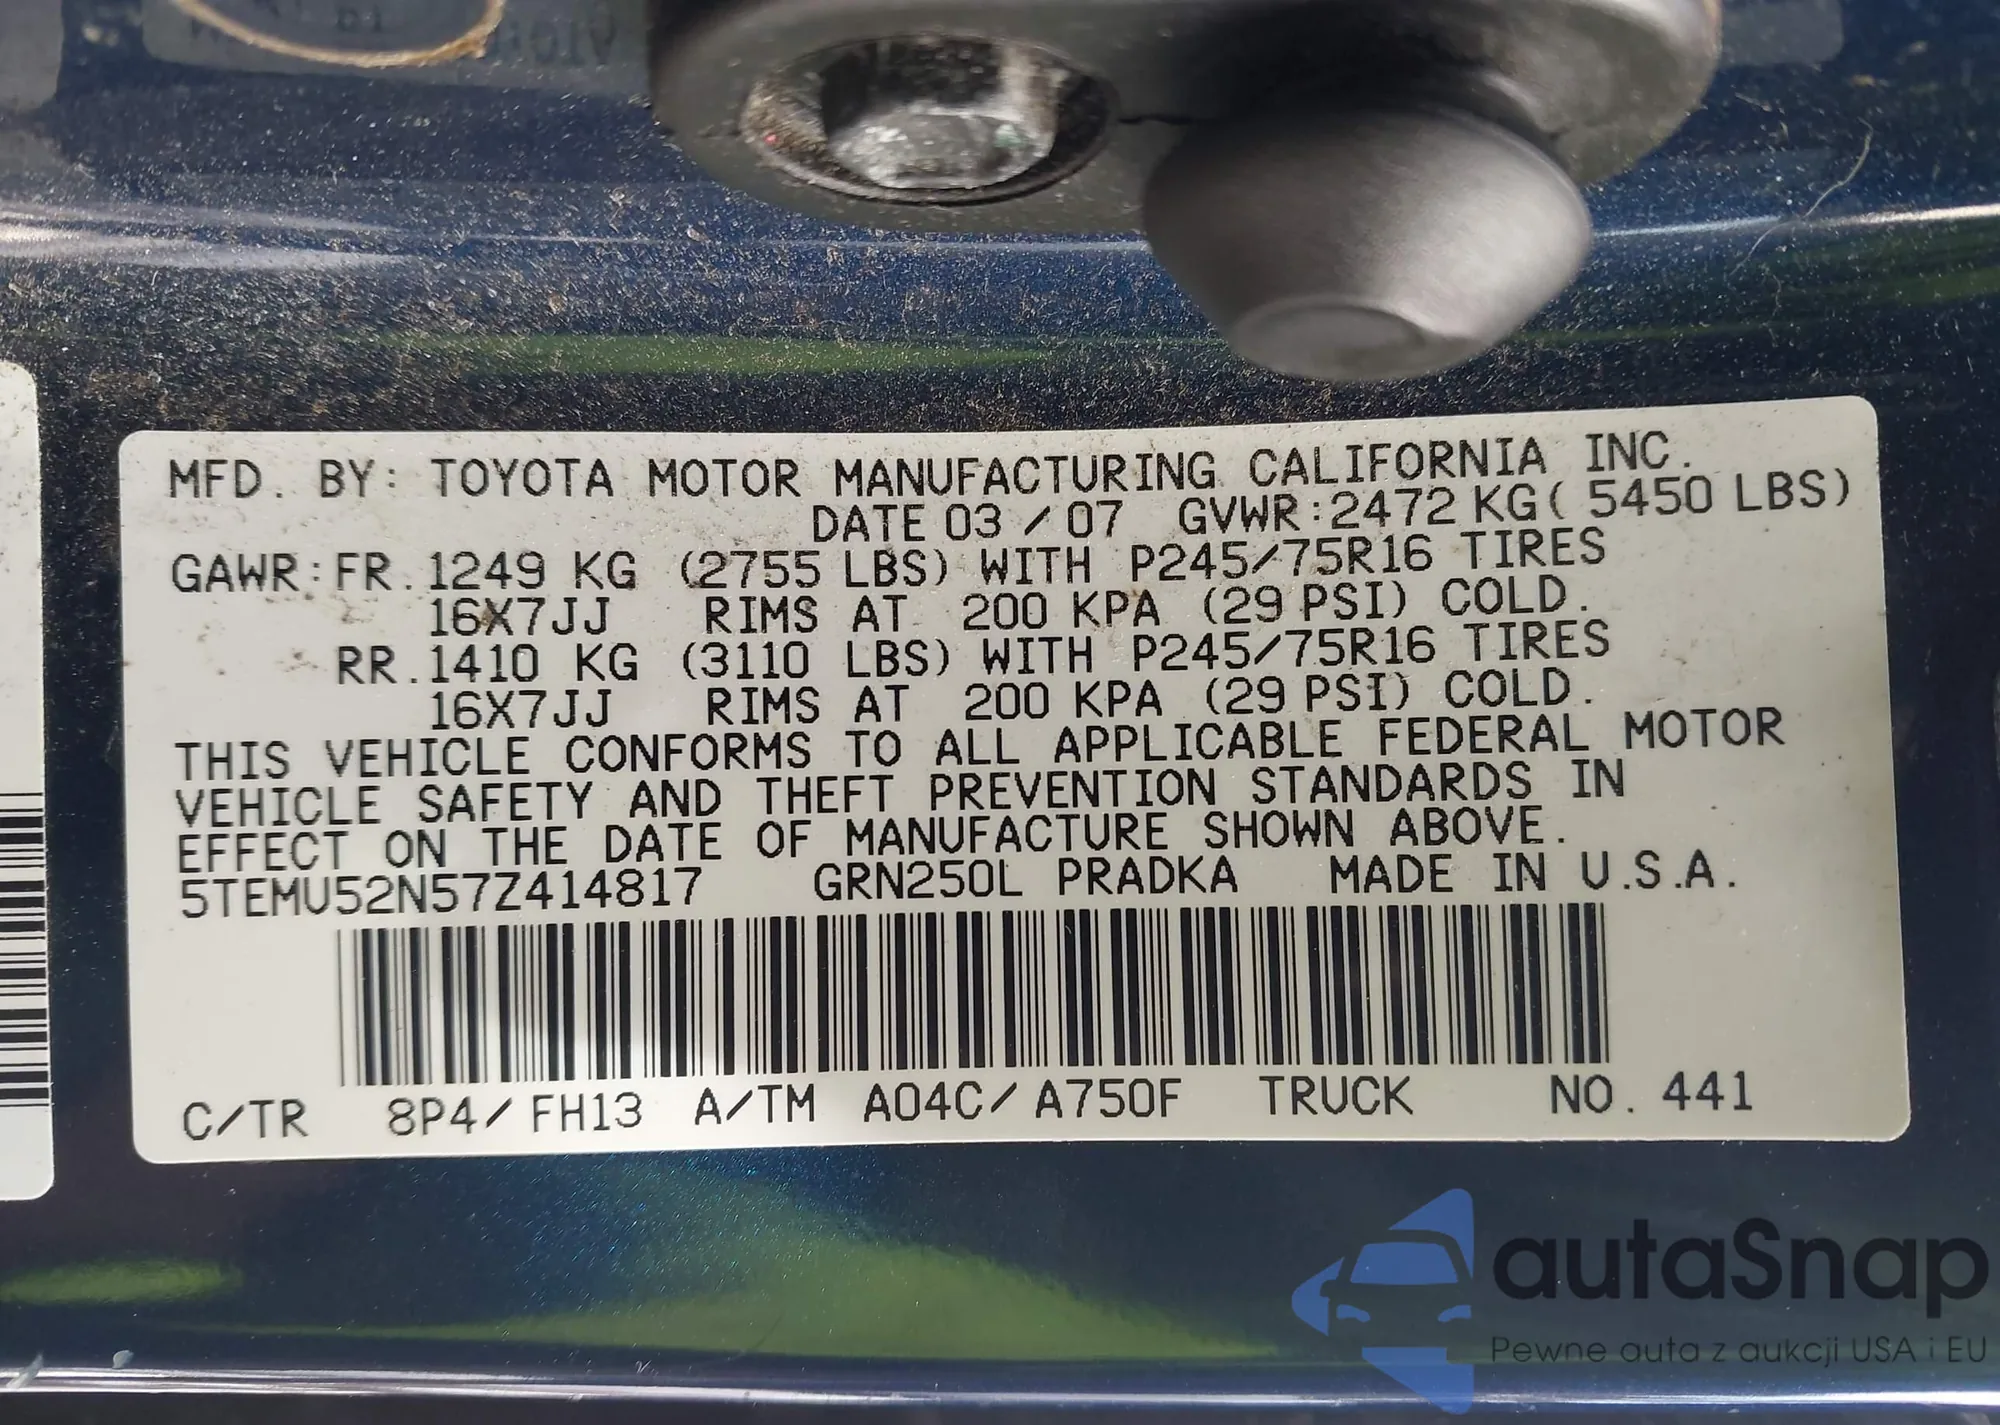 MFD. BY: TOYOTA MOTOR MANUFACTURING CALIFORNIA INC.
DATE 03 / 07 GVWR:2472 KG( 5450 LBS)
GAWR:FR.1249 KG (2755 LBS) WITH P245/75R16 TIRES
16X7JJ RIMS AT 200 KPA (29 PSI) COLD.
RR.1410 KG (3110 LBS) WITH P245/75R16 TIRES
16X7JJ RIMS AT 200 KPA (29 PSI) COLD.
THIS VEHICLE CONFORMS TO ALL APPLICABLE FEDERAL MOTOR
VEHICLE SAFETY AND THEFT PREVENTION STANDARDS IN
EFFECT ON THE DATE OF MANUFACTURE SHOWN ABOVE.
5TEMU52N57Z414817 GRN250L PRADKA MADE IN U.S.A.
C/TR 8P4/FH13 A/TM A04C/A750F TRUCK NO. 441
autaSnap
Pewne auta z aukcji USA i EU